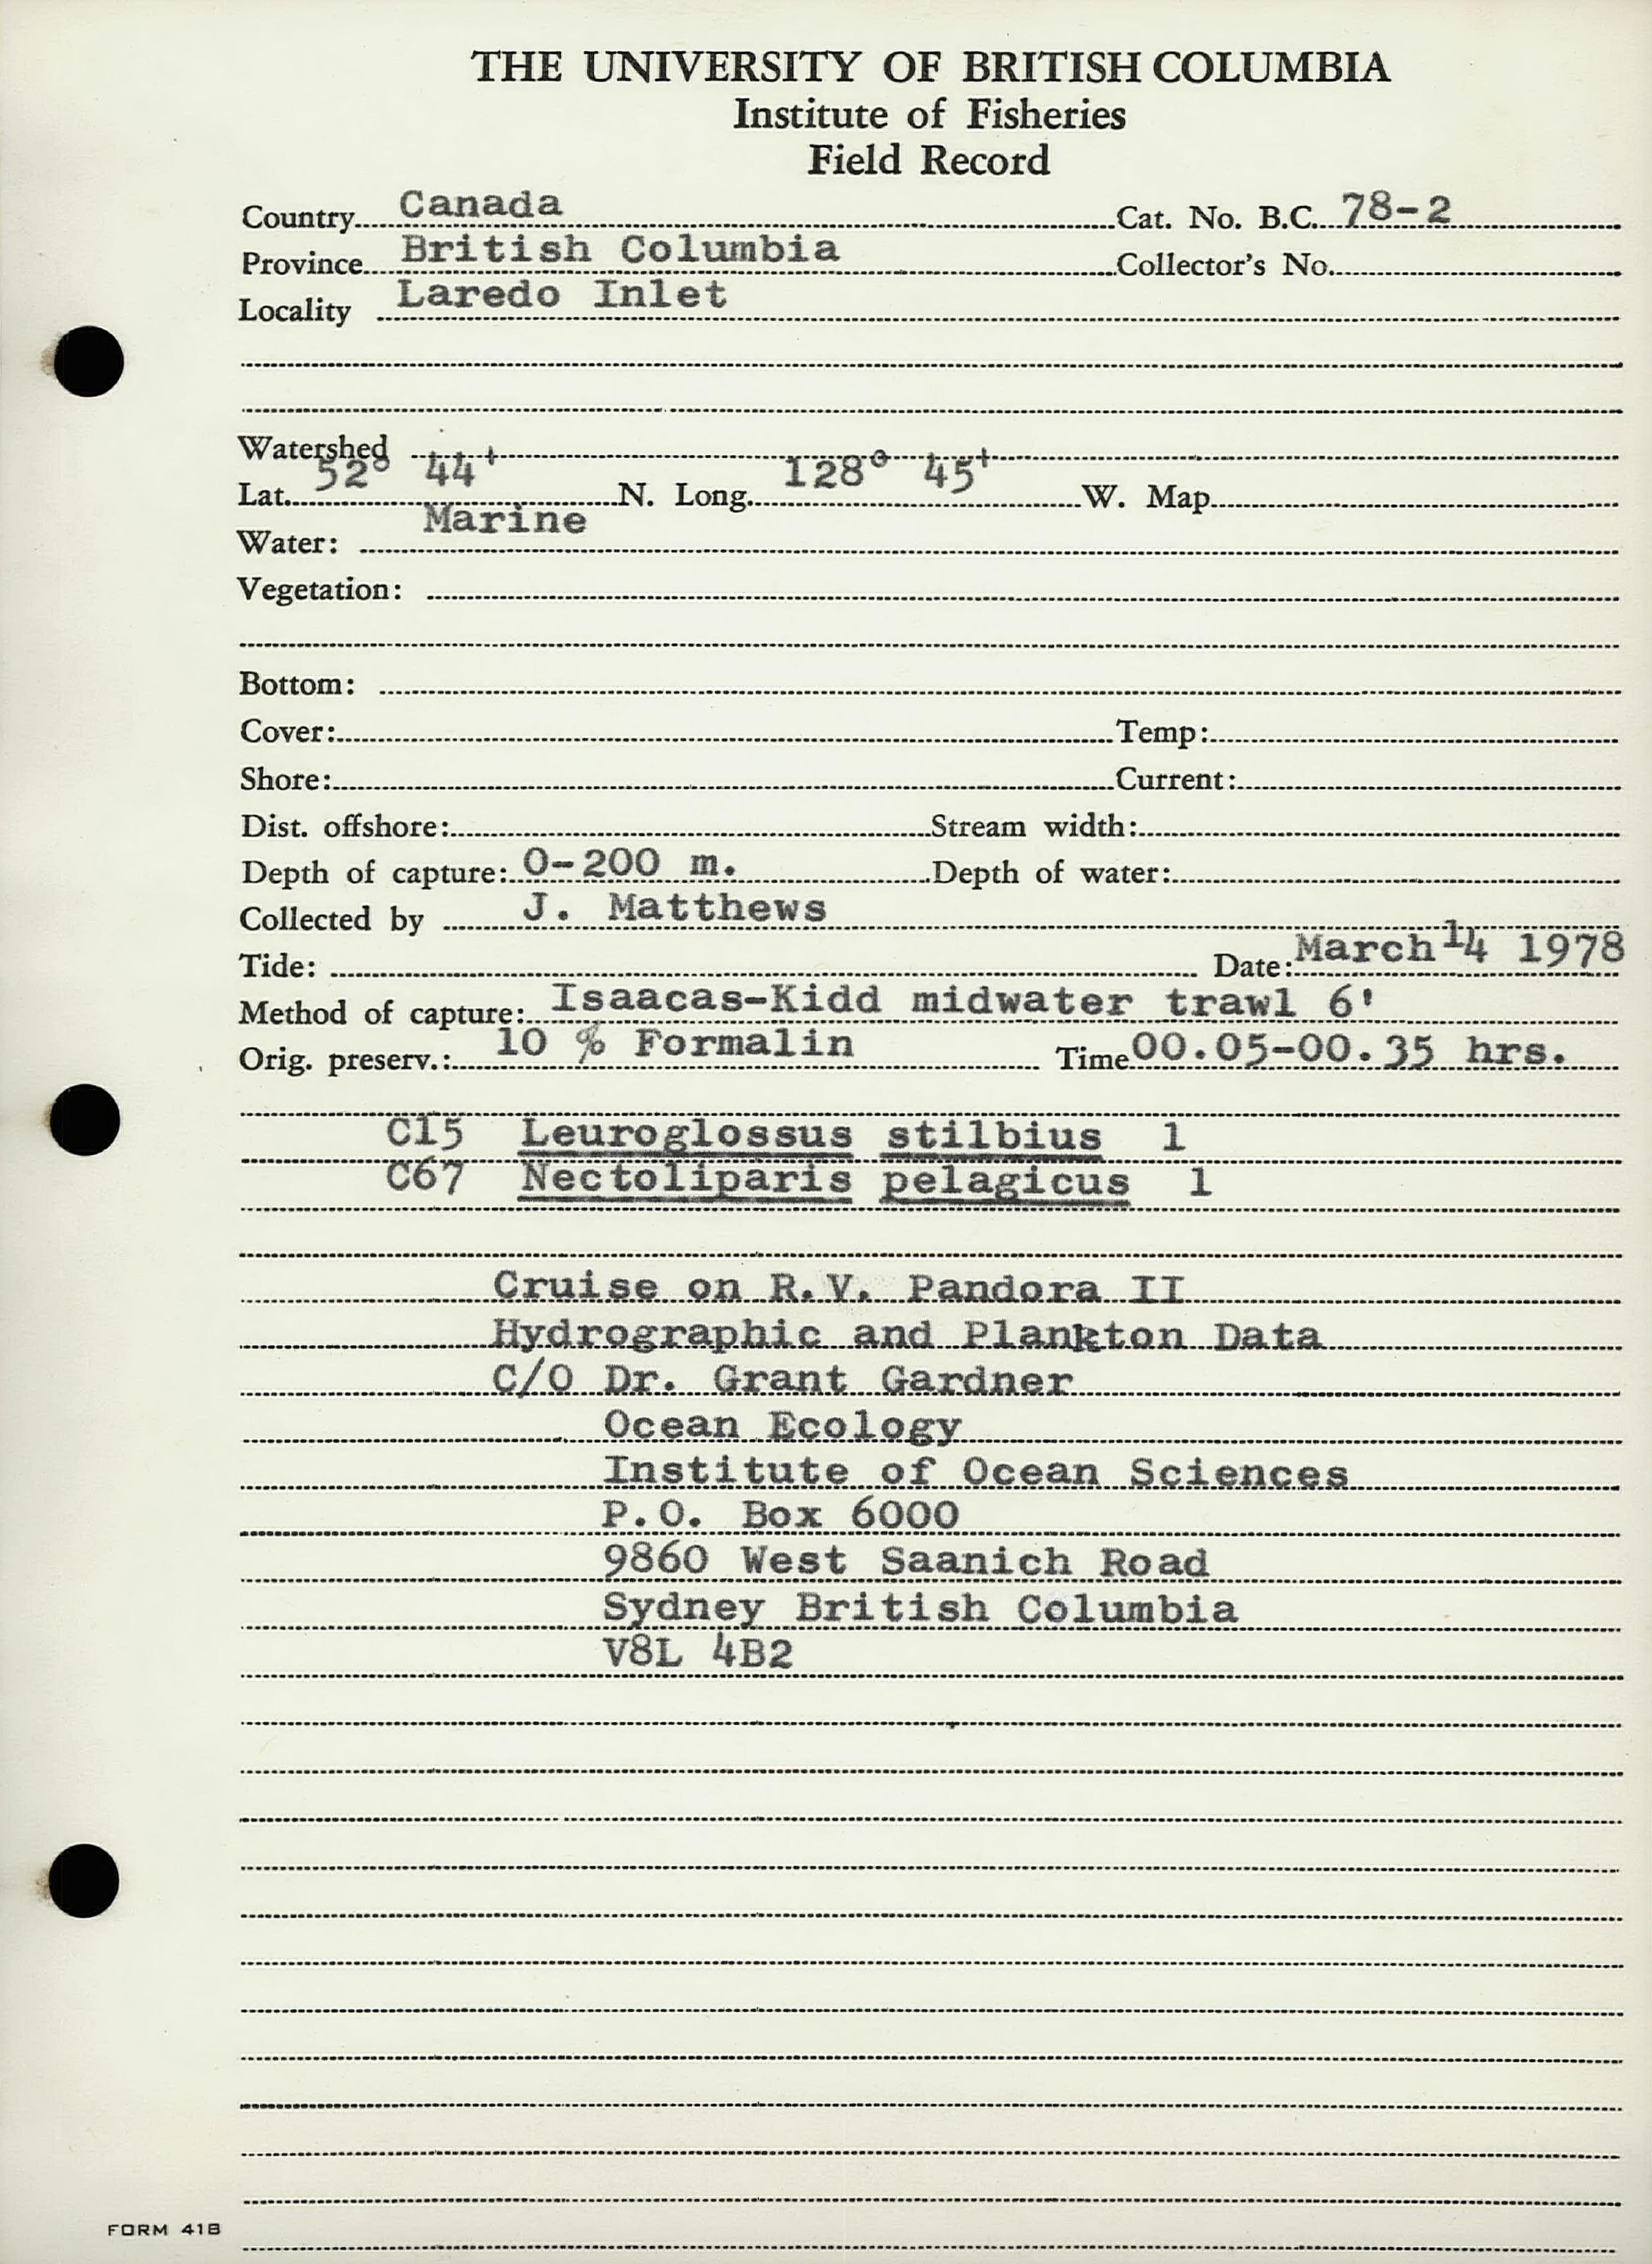 THE UNIVERSITY OF BRITISH COLUMBIA
Institute of Fisheries
Field Record
Country Canada Cat. No. B.C. 78-2
Province British Columbia Collector's No.
Locality Laredo Inlet
Watershed
Lat. 52° 44' N. Long. 128° 45' W. Map
Water: Marine
Vegetation:
Bottom:
Cover: Temp:
Shore: Current:
Dist. offshore: Stream width:
Depth of capture: 0-200 m. Depth of water:
Collected by J. Matthews
Tide: Date: March 14 1978
Method of capture: Isaacas-Kidd midwater trawl 6'
Orig. preserv.: 10 % Formalin Time 00.05-00.35 hrs.
C15 Leuroglossus stilbius 1
C67 Nectoliparis pelagicus 1
Cruise on R.V. Pandora II
Hydrographic and Plankton Data
C/O Dr. Grant Gardner
Ocean Ecology
Institute of Ocean Sciences
P.O. Box 6000
9860 West Saanich Road
Sydney British Columbia
V8L 4B2
FORM 41B